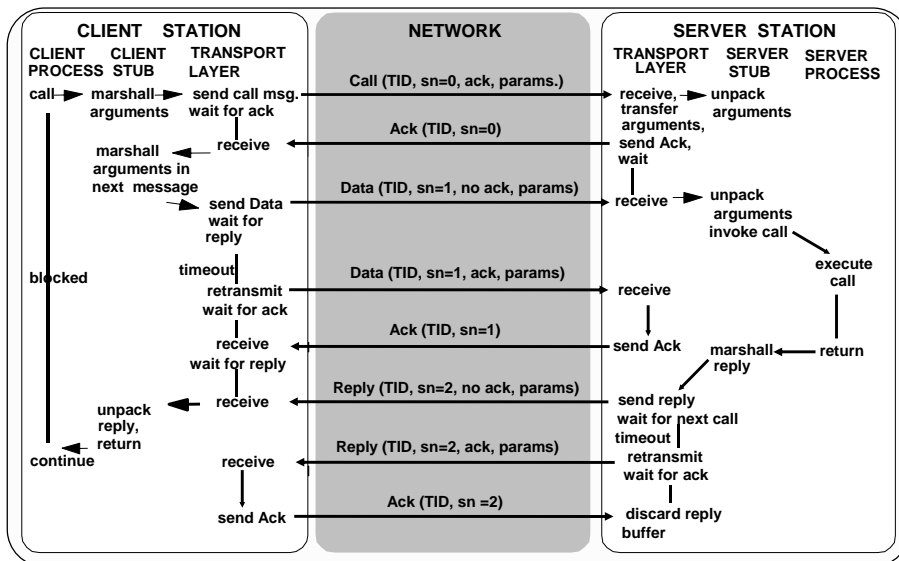 CLIENT STATION
NETWORK
SERVER STATION
CLIENT PROCESS
CLIENT STUB
TRANSPORT LAYER
TRANSPORT LAYER
SERVER STUB
SERVER PROCESS
call
marshall
arguments
send call msg.
wait for ack
Call (TID, sn=0, ack, params.)
receive,
transfer
arguments,
send Ack,
wait
unpack
arguments
Ack (TID, sn=0)
receive
marshall
arguments in
next message
Data (TID, sn=1, no ack, params)
send Data
wait for
reply
receive
unpack
arguments
invoke call
blocked
timeout
Data (TID, sn=1, ack, params)
retransmit
wait for ack
receive
execute
call
Ack (TID, sn=1)
receive
wait for reply
send Ack
marshall
reply
return
Reply (TID, sn=2, no ack, params)
receive
send reply
wait for next call
unpack
reply,
return
timeout
Reply (TID, sn=2, ack, params)
continue
receive
retransmit
wait for ack
Ack (TID, sn =2)
send Ack
discard reply
buffer